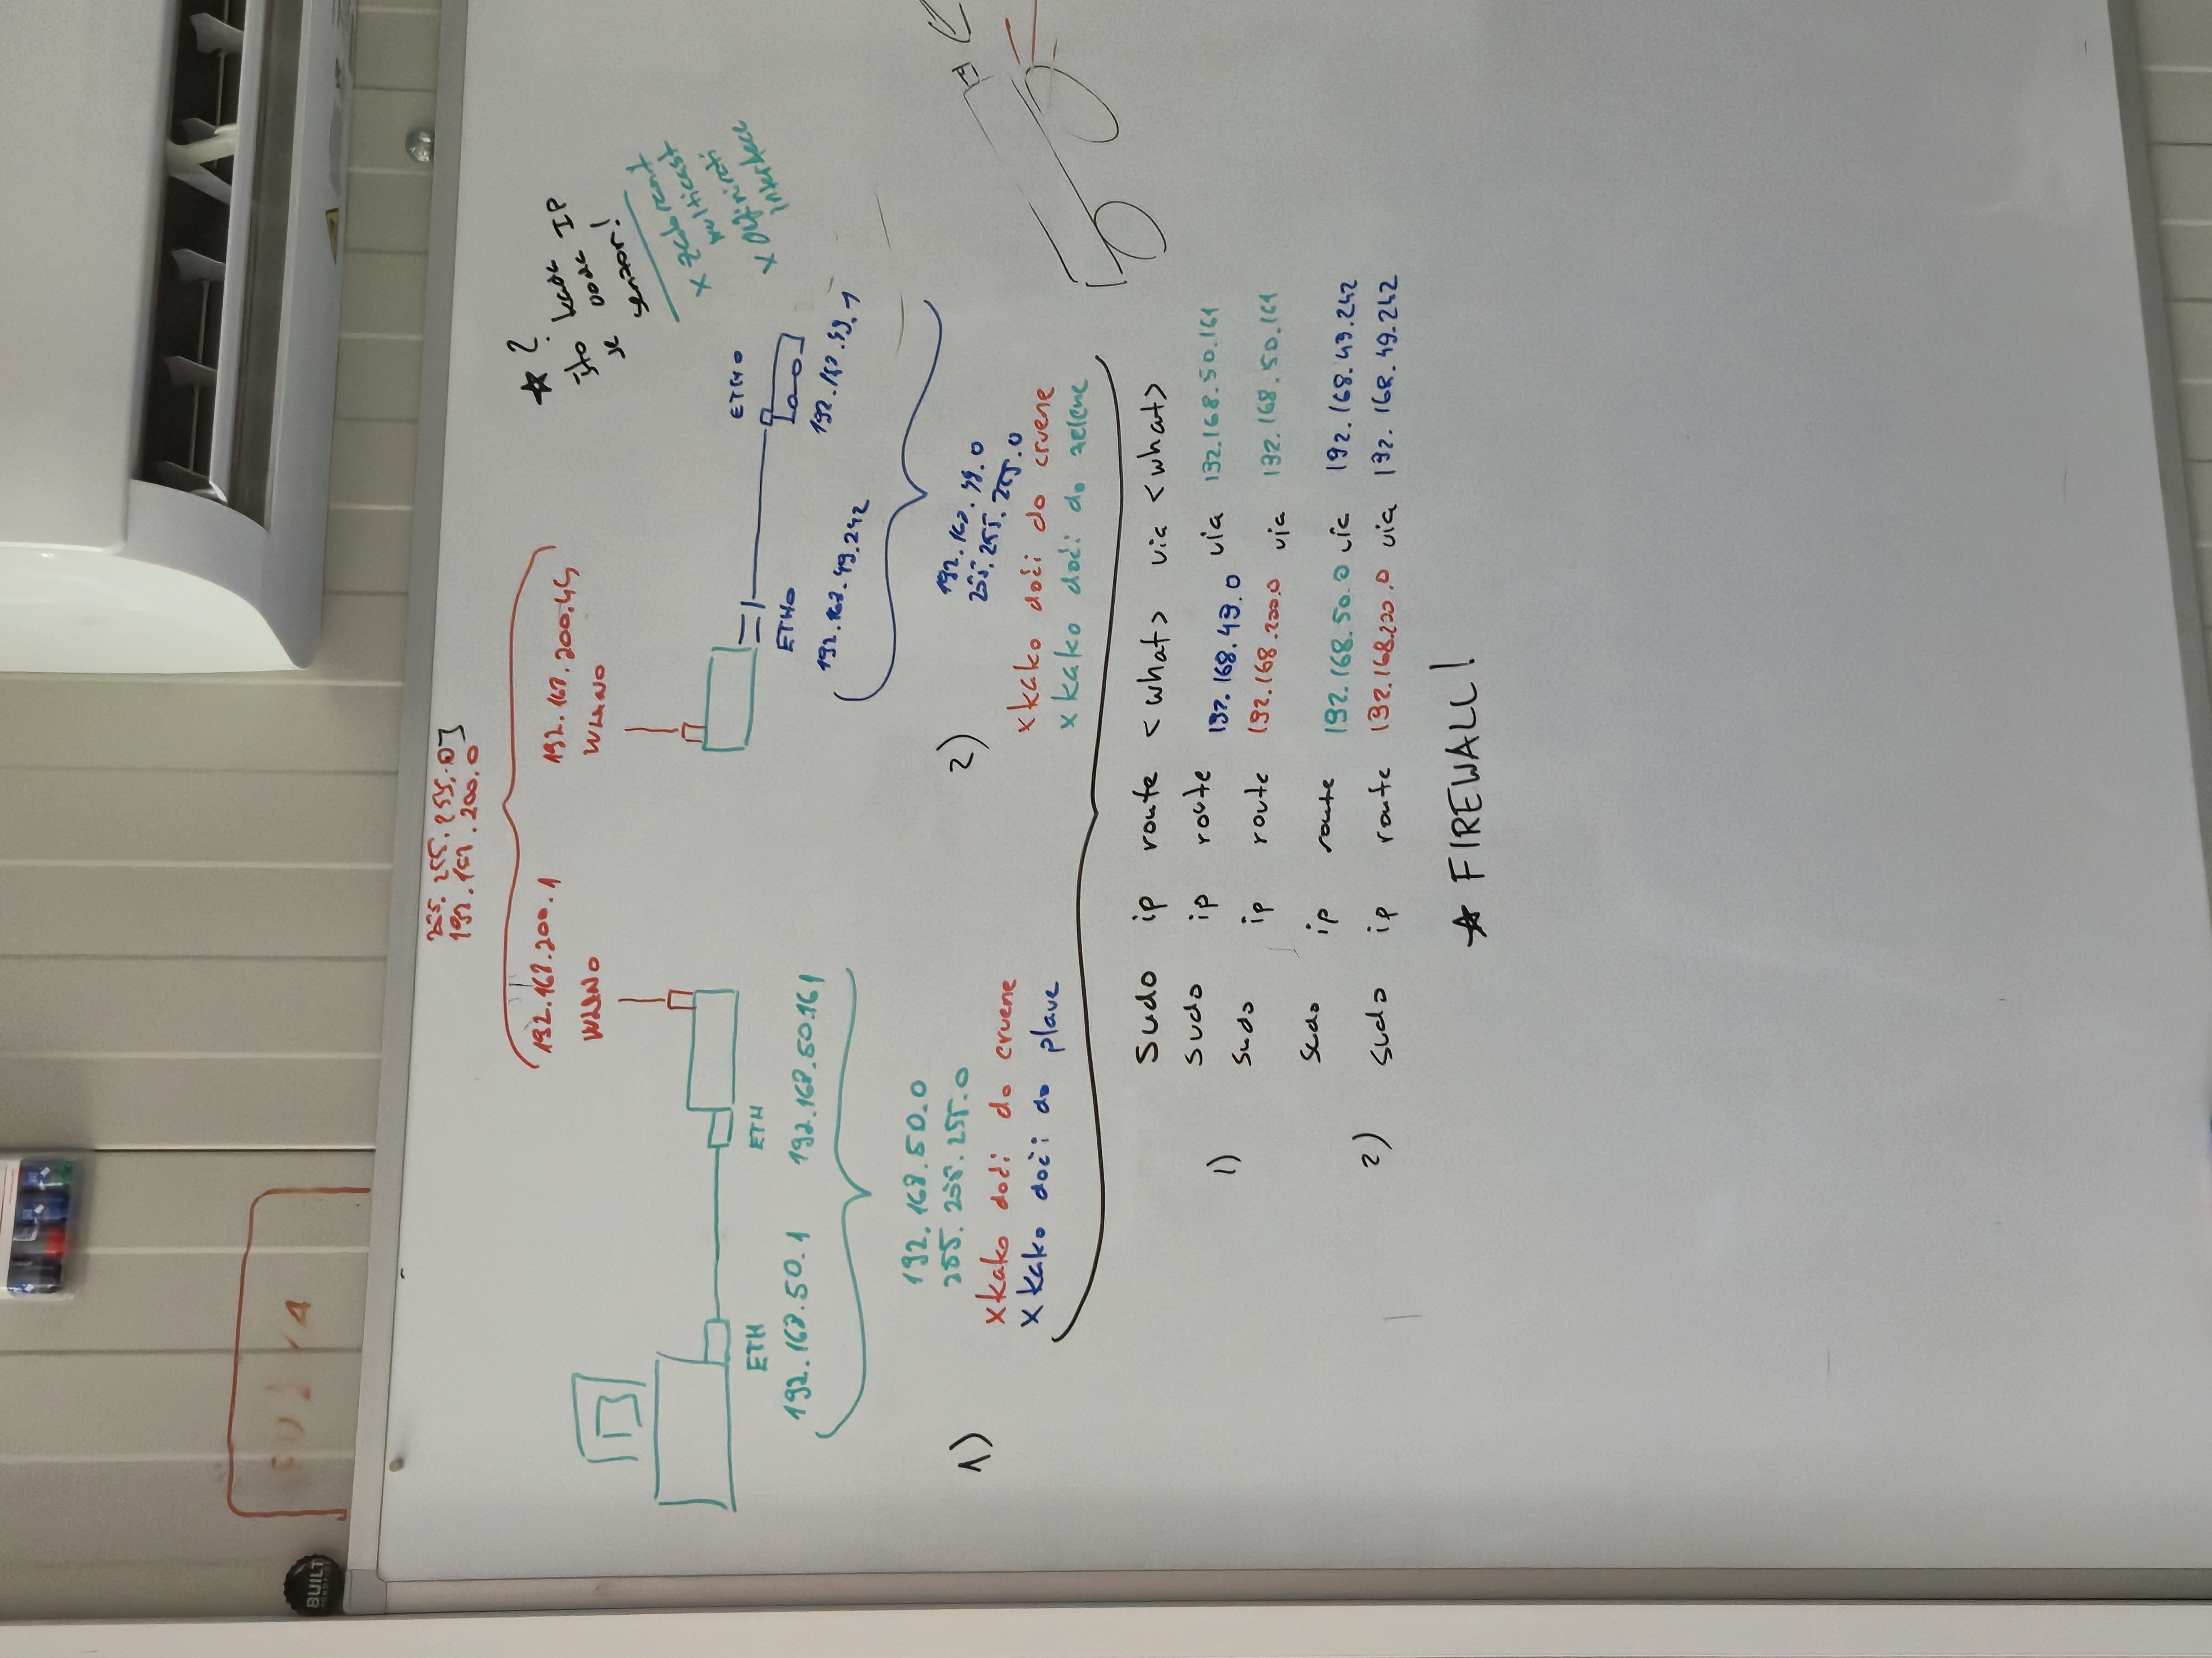 BUILT
255.255.255.0]
192.168.200.0
192.168.200.1
192.168.200.45
WLAN0
WLAN0
★ ?
što kada
je voda IP
senzor!
x
multicast
x Definirati
interface
ETH
ETH
192.168.50.1
192.168.50.161
ETH0
ETH0
192.168.49.242
192.168.49.1
192.168.50.0
255.255.255.0
1)
x kako doći do crvene
x kako doći do plave
2)
192.168.49.0
255.255.255.0
x kako doći do crvene
x kako doći do zelene
sudo ip route <what> via <what>
1)
sudo ip route 192.168.49.0 via 192.168.50.161
sudo ip route 192.168.200.0 via 192.168.50.161
2)
sudo ip route 192.168.50.0 via 192.168.49.242
sudo ip route 192.168.200.0 via 192.168.49.242
★ FIREWALL!